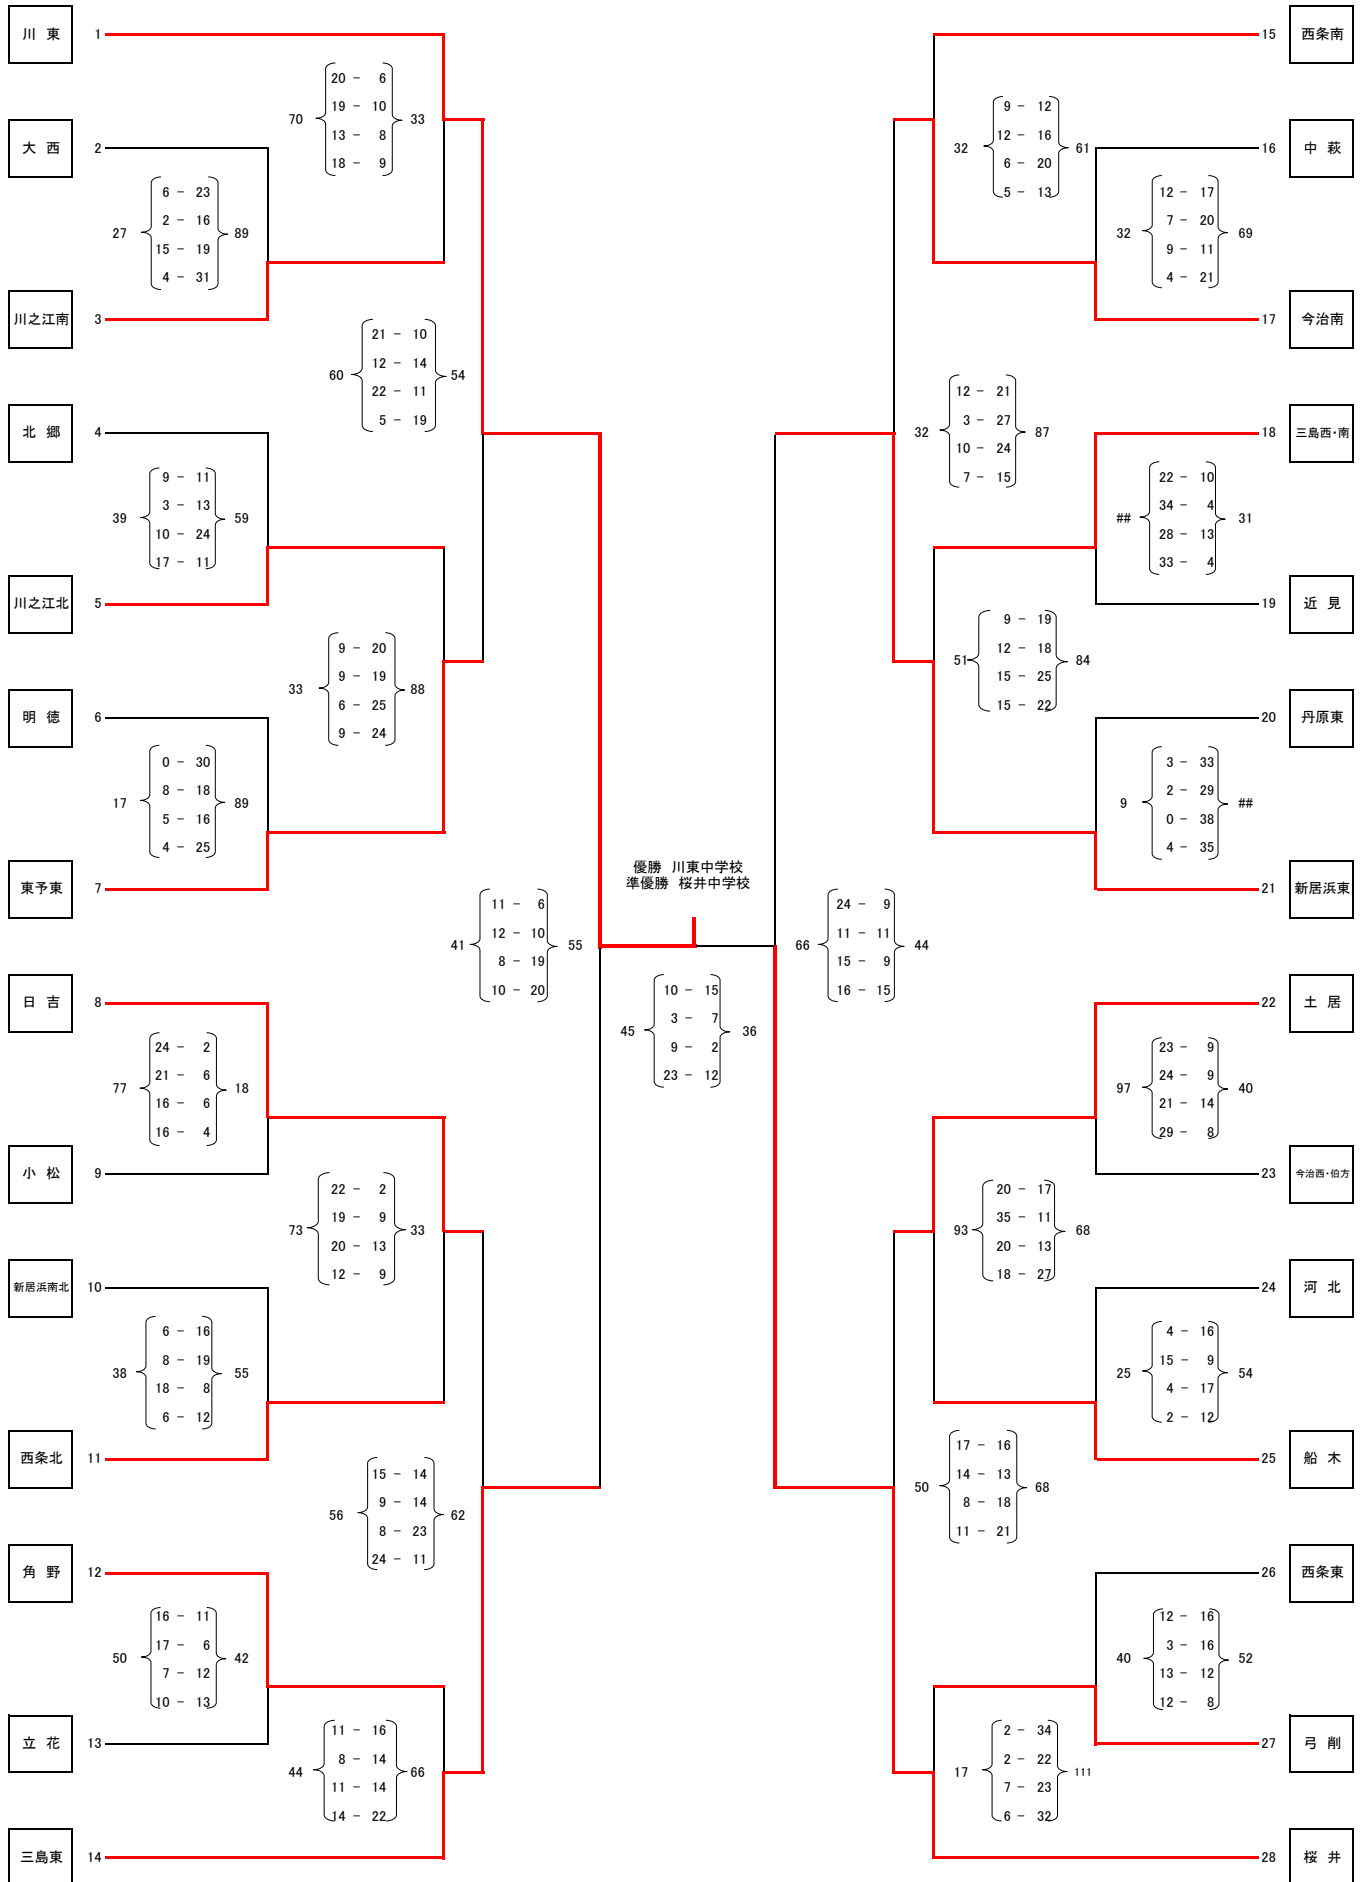 川 東 1
大 西 2
川之江南 3
北 郷 4
川之江北 5
明 徳 6
東予東 7
日 吉 8
小 松 9
新居浜南北 10
西条北 11
角 野 12
立 花 13
三島東 14
27
6 - 23
2 - 16
15 - 19
4 - 31
89
39
9 - 11
3 - 13
10 - 24
17 - 11
59
17
0 - 30
8 - 18
5 - 16
4 - 25
89
77
24 - 2
21 - 6
16 - 6
16 - 4
18
38
6 - 16
8 - 19
18 - 8
6 - 12
55
50
16 - 11
17 - 6
7 - 12
10 - 13
42
70
20 - 6
19 - 10
13 - 8
18 - 9
33
33
9 - 20
9 - 19
6 - 25
9 - 24
88
73
22 - 2
19 - 9
20 - 13
12 - 9
33
44
11 - 16
8 - 14
11 - 14
14 - 22
66
60
21 - 10
12 - 14
22 - 11
5 - 19
54
56
15 - 14
9 - 14
8 - 23
24 - 11
62
41
11 - 6
12 - 10
8 - 19
10 - 20
55
優勝 川東中学校
準優勝 桜井中学校
45
10 - 15
3 - 7
9 - 2
23 - 12
36
66
24 - 9
11 - 11
15 - 9
16 - 15
44
32
12 - 21
3 - 27
10 - 24
7 - 15
87
50
17 - 16
14 - 13
8 - 18
11 - 21
68
32
9 - 12
12 - 16
6 - 20
5 - 13
61
51
9 - 19
12 - 18
15 - 25
15 - 22
84
93
20 - 17
35 - 11
20 - 13
18 - 27
68
17
2 - 34
2 - 22
7 - 23
6 - 32
111
32
12 - 17
7 - 20
9 - 11
4 - 21
69
##
22 - 10
34 - 4
28 - 13
33 - 4
31
9
3 - 33
2 - 29
0 - 38
4 - 35
##
97
23 - 9
24 - 9
21 - 14
29 - 8
40
25
4 - 16
15 - 9
4 - 17
2 - 12
54
40
12 - 16
3 - 16
13 - 12
12 - 8
52
15 西条南
16 中 萩
17 今治南
18 三島西・南
19 近 見
20 丹原東
21 新居浜東
22 土 居
23 今治西・伯方
24 河 北
25 船 木
26 西条東
27 弓 削
28 桜 井